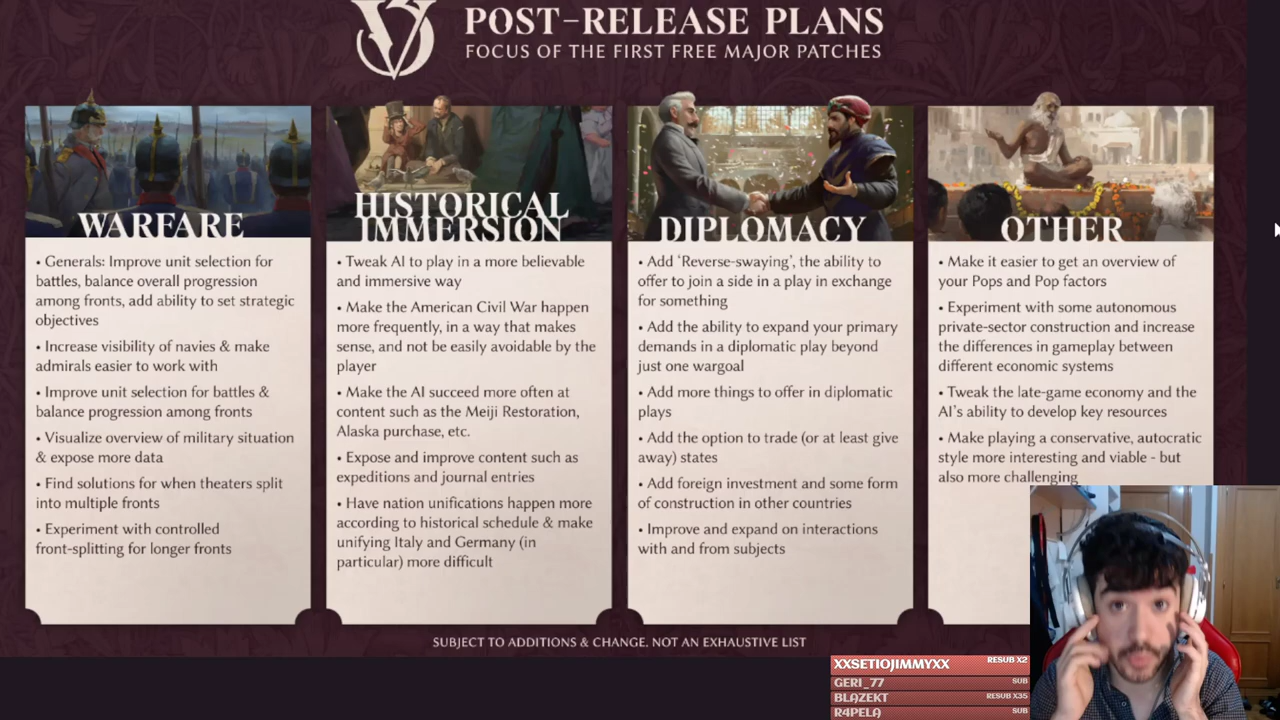 POST-RELEASE PLANS
FOCUS OF THE FIRST FREE MAJOR PATCHES
WARFARE
• Generals: Improve unit selection for
battles, balance overall progression
among fronts, add ability to set strategic
objectives
• Increase visibility of navies & make
admirals easier to work with
• Improve unit selection for battles &
balance progression among fronts
• Visualize overview of military situation
& expose more data
• Find solutions for when theaters split
into multiple fronts
• Experiment with controlled
front-splitting for longer fronts
HISTORICAL
IMMERSION
• Tweak AI to play in a more believable
and immersive way
• Make the American Civil War happen
more frequently, in a way that makes
sense, and not be easily avoidable by the
player
• Make the AI succeed more often at
content such as the Meiji Restoration,
Alaska purchase, etc.
• Expose and improve content such as
expeditions and journal entries
• Have nation unifications happen more
according to historical schedule & make
unifying Italy and Germany (in
particular) more difficult
DIPLOMACY
• Add ‘Reverse-swaying’, the ability to
offer to join a side in a play in exchange
for something
• Add the ability to expand your primary
demands in a diplomatic play beyond
just one wargoal
• Add more things to offer in diplomatic
plays
• Add the option to trade (or at least give
away) states
• Add foreign investment and some form
of construction in other countries
• Improve and expand on interactions
with and from subjects
OTHER
• Make it easier to get an overview of
your Pops and Pop factors
• Experiment with some autonomous
private-sector construction and increase
the differences in gameplay between
different economic systems
• Tweak the late-game economy and the
AI’s ability to develop key resources
• Make playing a conservative, autocratic
style more interesting and viable - but
also more challenging
SUBJECT TO ADDITIONS & CHANGE. NOT AN EXHAUSTIVE LIST
XXSETIOJIMMYXX RESUB X2
GERI_77 SUB
BLAZEKT RESUB X35
R4PELA SUB